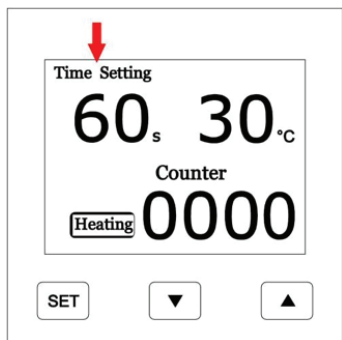 Time Setting
60s 30°C
Counter
Heating 0000
SET ▼ ▲